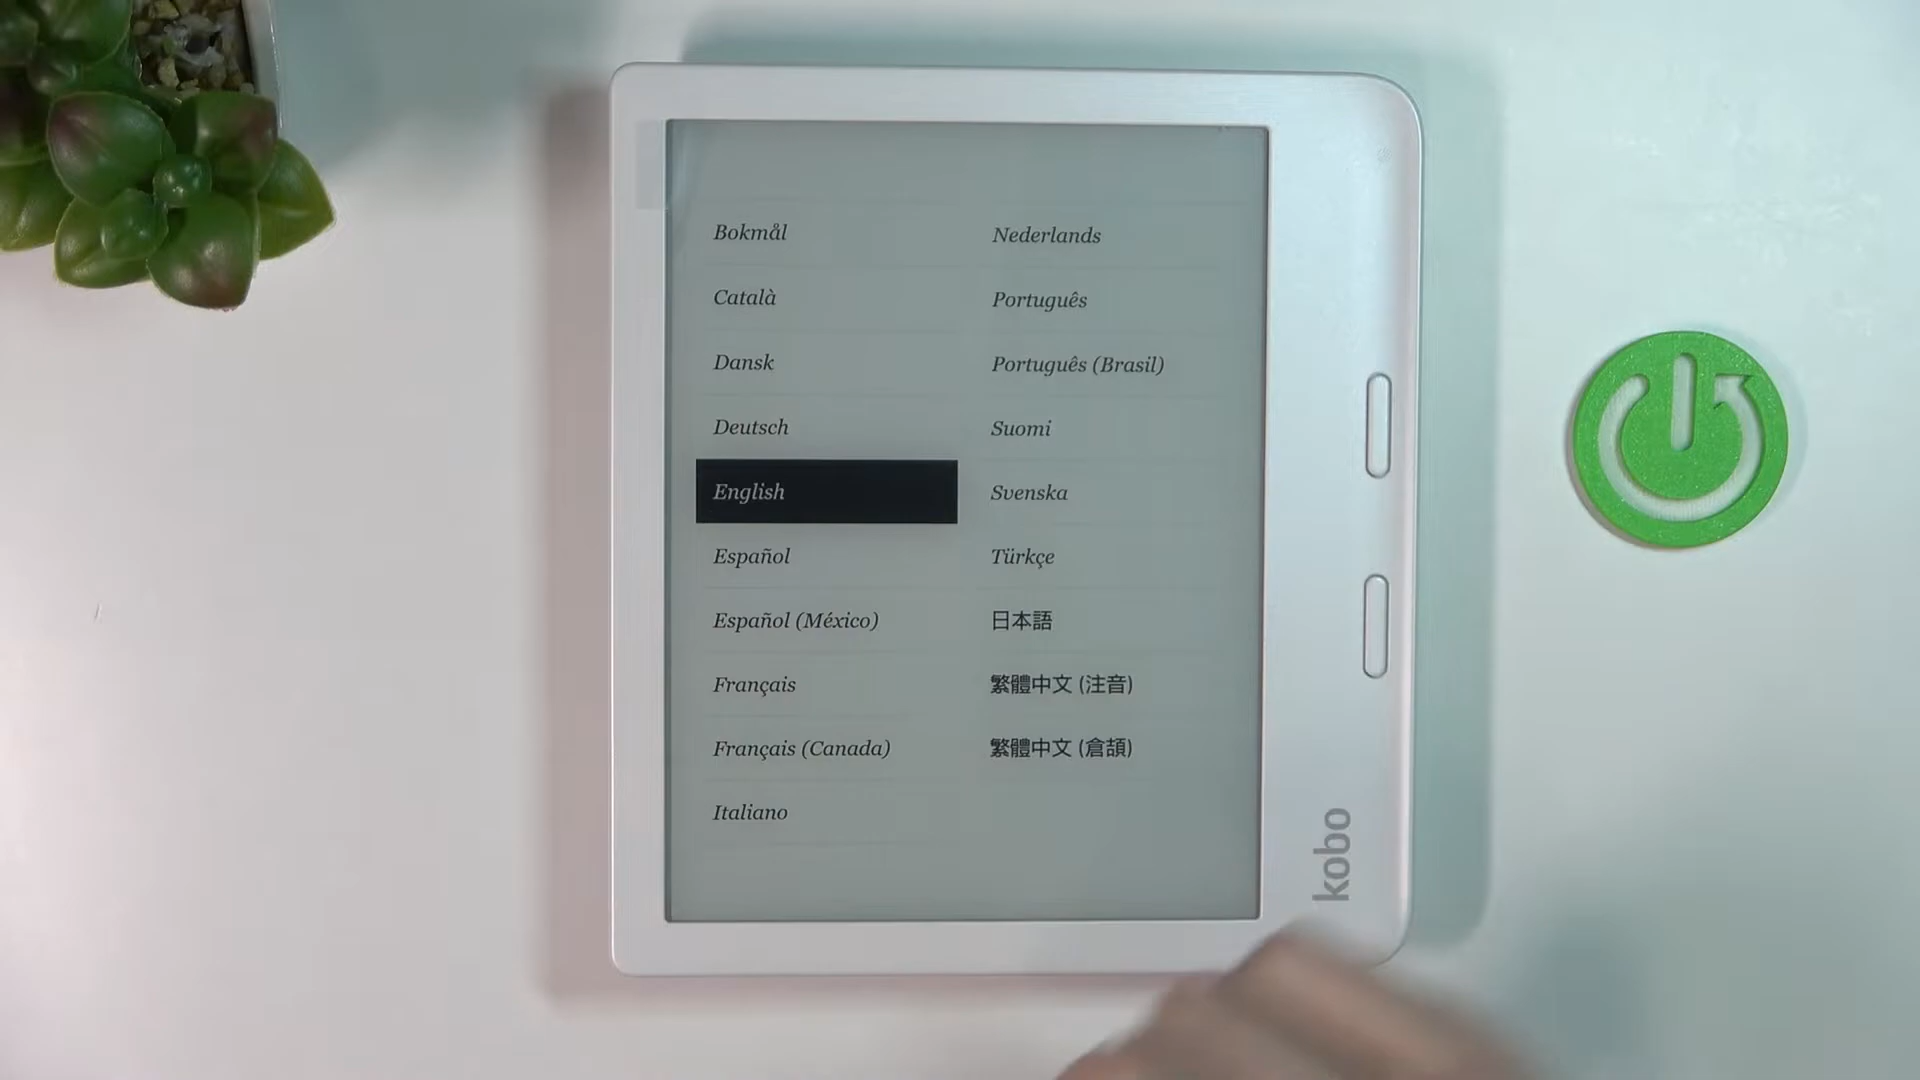 Bokmål
Català
Dansk
Deutsch
English
Español
Español (México)
Français
Français (Canada)
Italiano
Nederlands
Português
Português (Brasil)
Suomi
Svenska
Türkçe
日本語
繁體中文 (注音)
繁體中文 (倉頡)
kobo